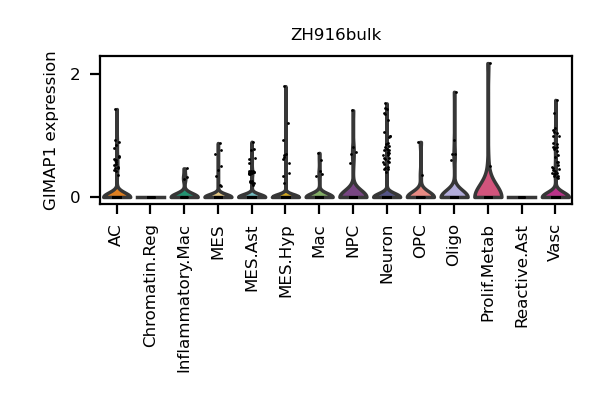 ZH916bulk
GIMAP1 expression
2
0
AC
Chromatin.Reg
Inflammatory.Mac
MES
MES.Ast
MES.Hyp
Mac
NPC
Neuron
OPC
Oligo
Prolif.Metab
Reactive.Ast
Vasc